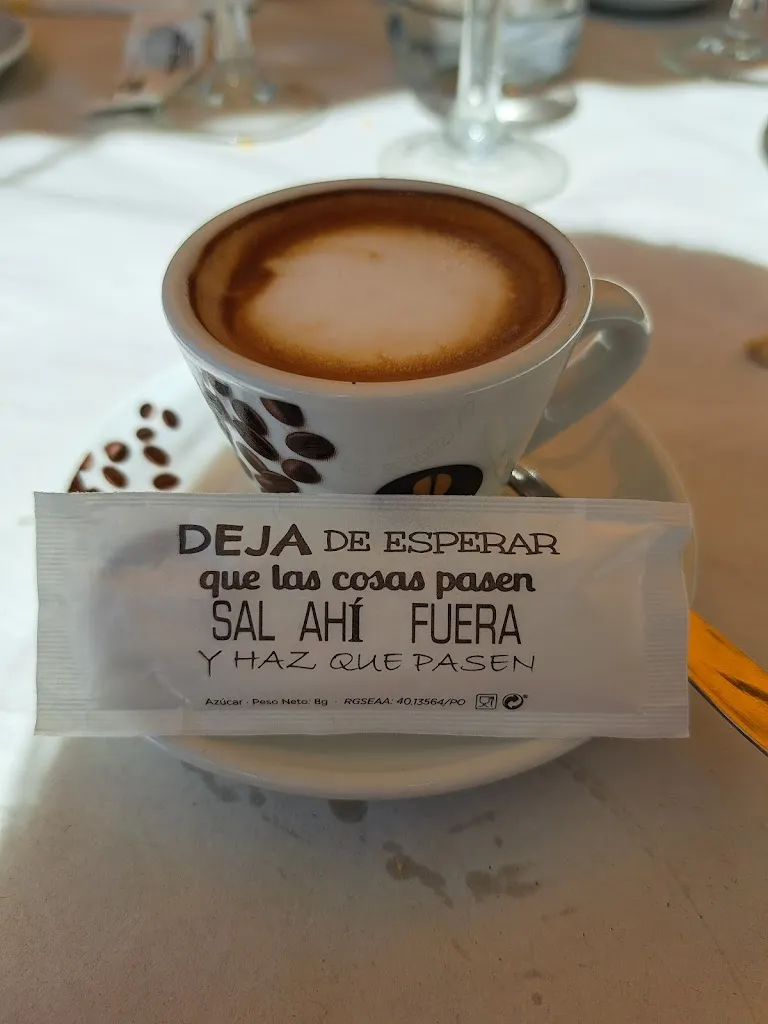 DEJA DE ESPERAR
que las cosas pasen
SAL AHÍ FUERA
Y HAZ QUE PASEN
Azúcar · Peso Neto: 8g · RGSEAA: 40.13564/PO